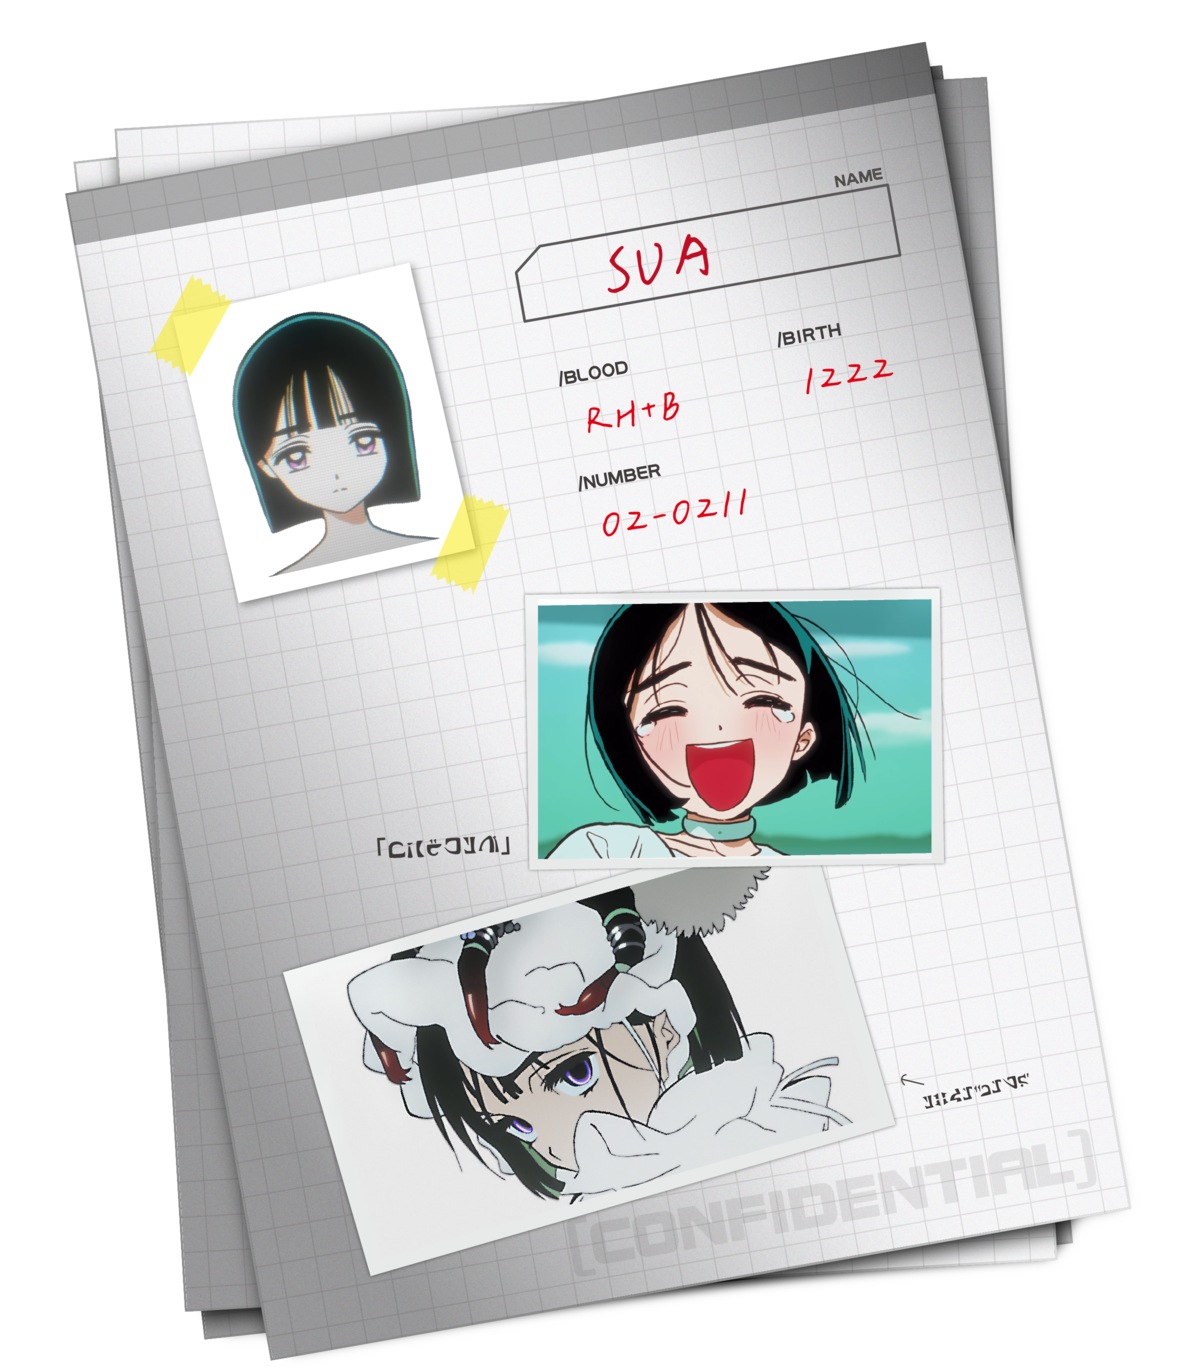 NAME
SUA
/BLOOD
/BIRTH
RH+B
1222
/NUMBER
02-0211
[CONFIDENTIAL]